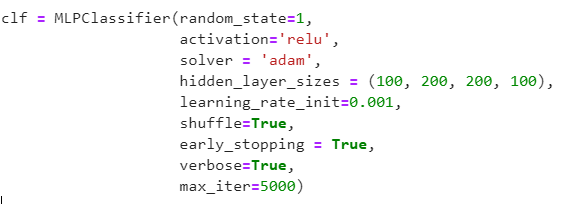 clf = MLPClassifier(random_state=1,
activation='relu',
solver = 'adam',
hidden_layer_sizes = (100, 200, 200, 100),
learning_rate_init=0.001,
shuffle=True,
early_stopping = True,
verbose=True,
max_iter=5000)